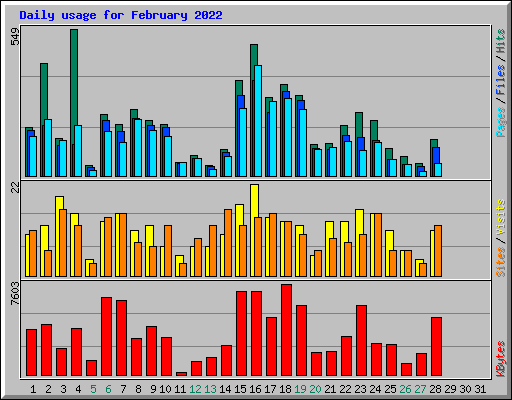 Daily usage for February 2022
549
Pages / Files / Hits
22
Sites / Visits
7603
KBytes
1 2 3 4 5 6 7 8 9 10 11 12 13 14 15 16 17 18 19 20 21 22 23 24 25 26 27 28 29 30 31